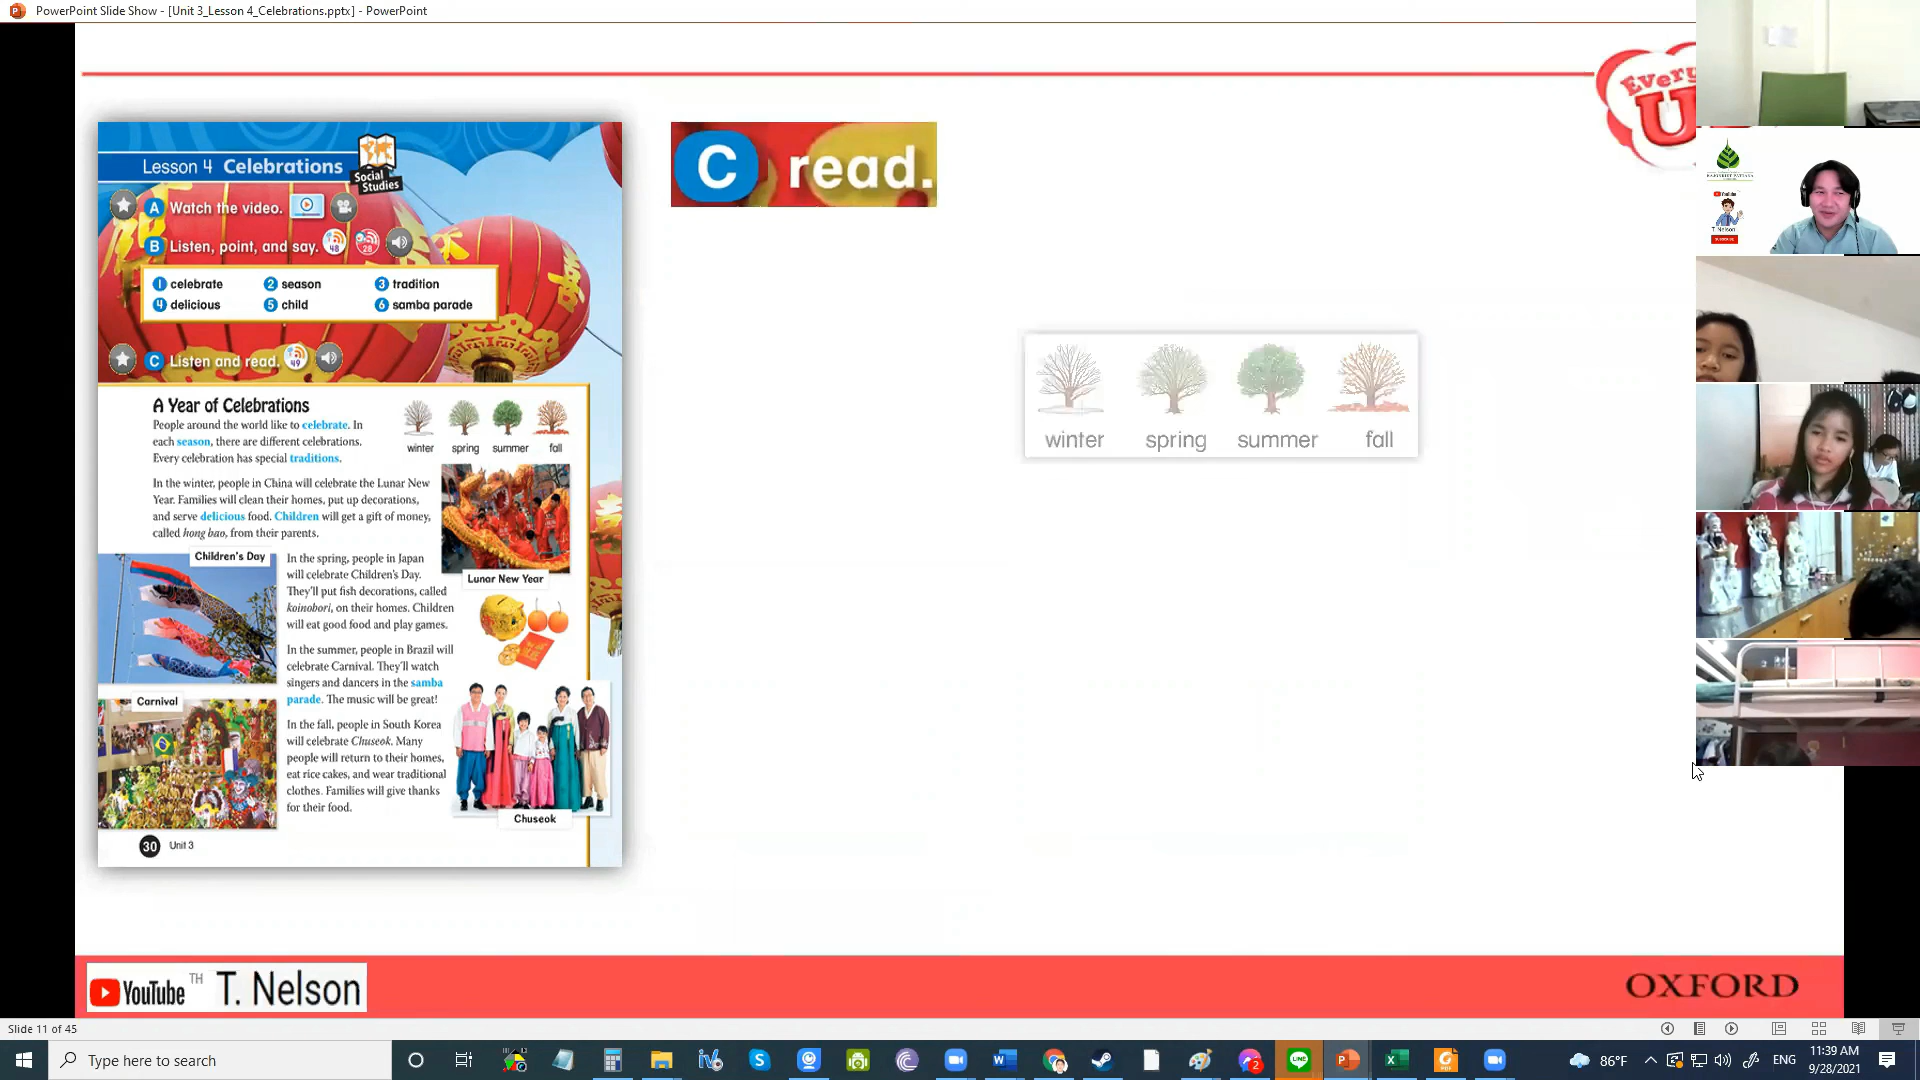 PowerPoint Slide Show - [Unit 3_Lesson 4_Celebrations.pptx] - PowerPoint
Lesson 4 Celebrations
Social
Studies
A Watch the video.
B Listen, point, and say. 48 28
1 celebrate 2 season 3 tradition
4 delicious 5 child 6 samba parade
C Listen and read. 49
A Year of Celebrations
People around the world like to celebrate. In
each season, there are different celebrations.
Every celebration has special traditions.
winter spring summer fall
In the winter, people in China will celebrate the Lunar New
Year. Families will clean their homes, put up decorations,
and serve delicious food. Children will get a gift of money,
called hong bao, from their parents.
Lunar New Year
Children's Day
In the spring, people in Japan
will celebrate Children's Day.
They'll put fish decorations, called
koinobori, on their homes. Children
will eat good food and play games.
In the summer, people in Brazil will
celebrate Carnival. They'll watch
singers and dancers in the samba
parade. The music will be great!
Carnival
In the fall, people in South Korea
will celebrate Chuseok. Many
people will return to their homes,
eat rice cakes, and wear traditional
clothes. Families will give thanks
for their food.
Chuseok
30 Unit 3
C read.
winter spring summer fall
Every
U
YouTube
T. Nelson
SUBSCRIBE
YouTube TH T. Nelson
OXFORD
Slide 11 of 45
Type here to search
2
86°F
ENG
11:39 AM
9/28/2021